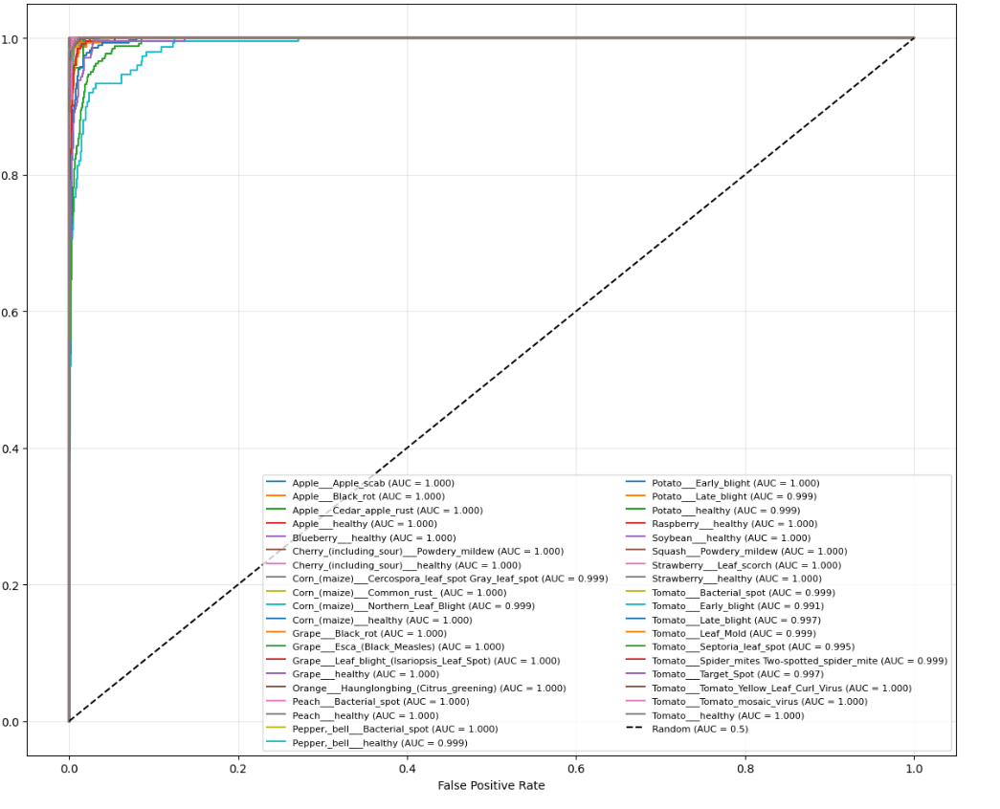 1.0
0.8
0.6
0.4
0.2
0.0
Apple___Apple_scab (AUC = 1.000)
Apple___Black_rot (AUC = 1.000)
Apple___Cedar_apple_rust (AUC = 1.000)
Apple___healthy (AUC = 1.000)
Blueberry___healthy (AUC = 1.000)
Cherry_(including_sour)___Powdery_mildew (AUC = 1.000)
Cherry_(including_sour)___healthy (AUC = 1.000)
Corn_(maize)___Cercospora_leaf_spot Gray_leaf_spot (AUC = 0.999)
Corn_(maize)___Common_rust_ (AUC = 1.000)
Corn_(maize)___Northern_Leaf_Blight (AUC = 0.999)
Corn_(maize)___healthy (AUC = 1.000)
Grape___Black_rot (AUC = 1.000)
Grape___Esca_(Black_Measles) (AUC = 1.000)
Grape___Leaf_blight_(Isariopsis_Leaf_Spot) (AUC = 1.000)
Grape___healthy (AUC = 1.000)
Orange___Haunglongbing_(Citrus_greening) (AUC = 1.000)
Peach___Bacterial_spot (AUC = 1.000)
Peach___healthy (AUC = 1.000)
Pepper,_bell___Bacterial_spot (AUC = 1.000)
Pepper,_bell___healthy (AUC = 0.999)
Potato___Early_blight (AUC = 1.000)
Potato___Late_blight (AUC = 0.999)
Potato___healthy (AUC = 0.999)
Raspberry___healthy (AUC = 1.000)
Soybean___healthy (AUC = 1.000)
Squash___Powdery_mildew (AUC = 1.000)
Strawberry___Leaf_scorch (AUC = 1.000)
Strawberry___healthy (AUC = 1.000)
Tomato___Bacterial_spot (AUC = 0.999)
Tomato___Early_blight (AUC = 0.991)
Tomato___Late_blight (AUC = 0.997)
Tomato___Leaf_Mold (AUC = 0.999)
Tomato___Septoria_leaf_spot (AUC = 0.995)
Tomato___Spider_mites Two-spotted_spider_mite (AUC = 0.999)
Tomato___Target_Spot (AUC = 0.997)
Tomato___Tomato_Yellow_Leaf_Curl_Virus (AUC = 1.000)
Tomato___Tomato_mosaic_virus (AUC = 1.000)
Tomato___healthy (AUC = 1.000)
Random (AUC = 0.5)
0.0 0.2 0.4 0.6 0.8 1.0
False Positive Rate